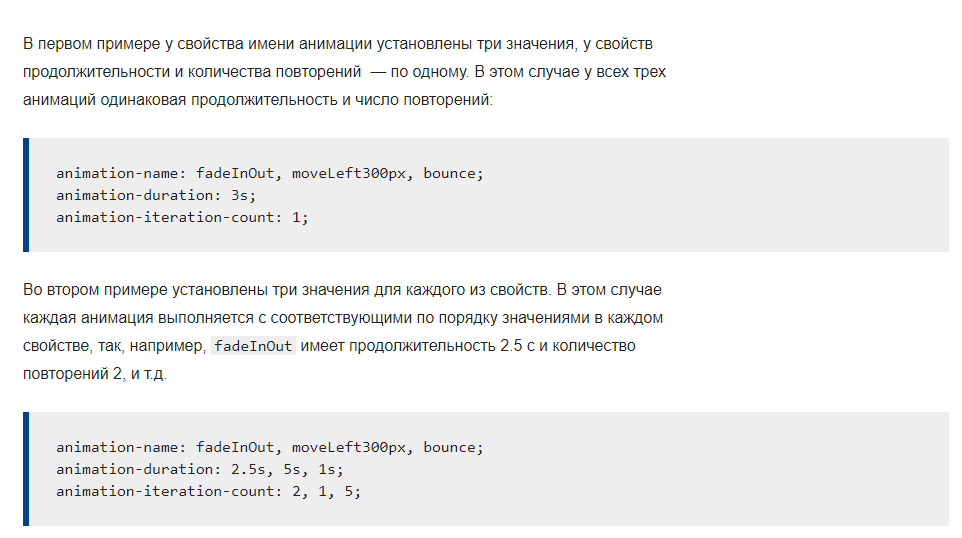 В первом примере у свойства имени анимации установлены три значения, у свойств
продолжительности и количества повторений — по одному. В этом случае у всех трех
анимаций одинаковая продолжительность и число повторений:
animation-name: fadeInOut, moveLeft300px, bounce;
animation-duration: 3s;
animation-iteration-count: 1;
Во втором примере установлены три значения для каждого из свойств. В этом случае
каждая анимация выполняется с соответствующими по порядку значениями в каждом
свойстве, так, например, fadeInOut имеет продолжительность 2.5 с и количество
повторений 2, и т.д.
animation-name: fadeInOut, moveLeft300px, bounce;
animation-duration: 2.5s, 5s, 1s;
animation-iteration-count: 2, 1, 5;